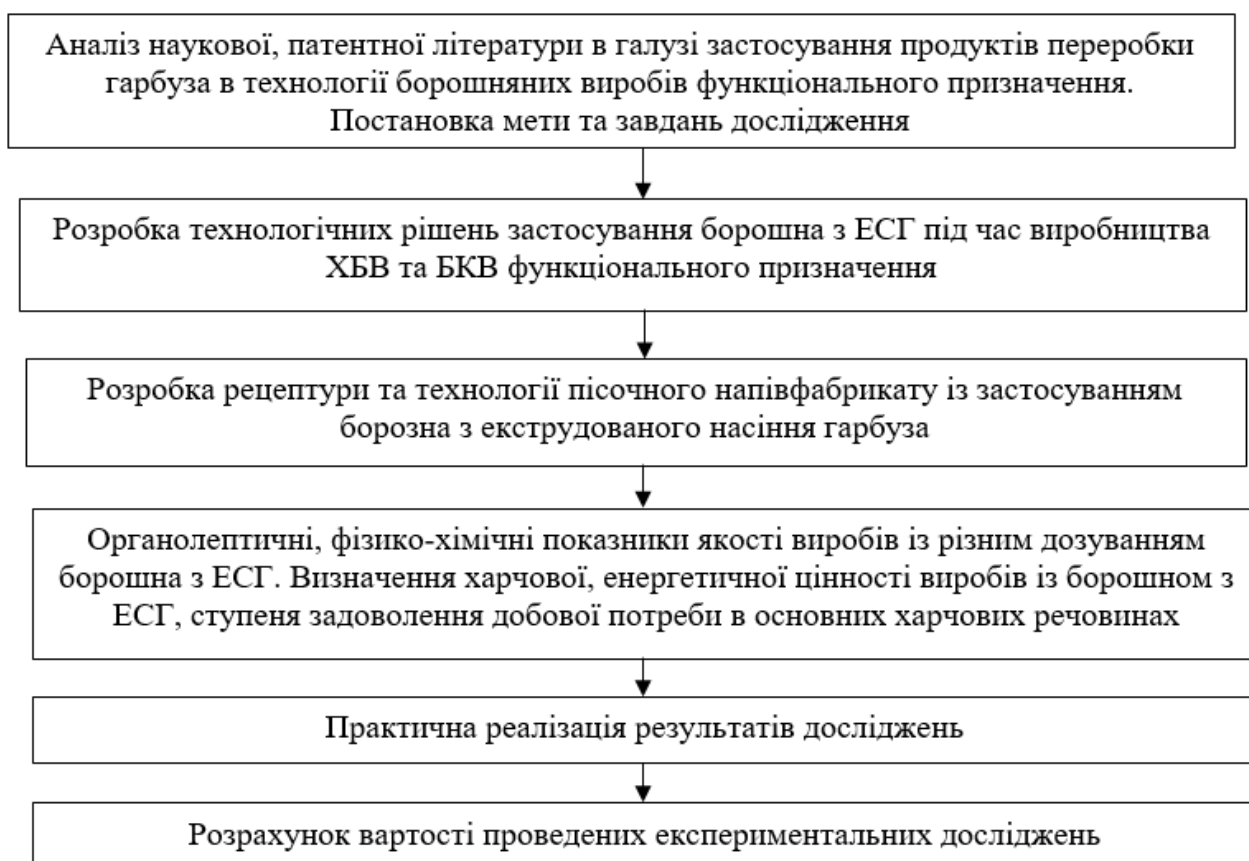 Аналіз наукової, патентної літератури в галузі застосування продуктів переробки
гарбуза в технології борошняних виробів функціонального призначення.
Постановка мети та завдань дослідження
Розробка технологічних рішень застосування борошна з ЕСГ під час виробництва
ХБВ та БКВ функціонального призначення
Розробка рецептури та технології пісочного напівфабрикату із застосуванням
борозна з екструдованого насіння гарбуза
Органолептичні, фізико-хімічні показники якості виробів із різним дозуванням
борошна з ЕСГ. Визначення харчової, енергетичної цінності виробів із борошном з
ЕСГ, ступеня задоволення добової потреби в основних харчових речовинах
Практична реалізація результатів досліджень
Розрахунок вартості проведених експериментальних досліджень